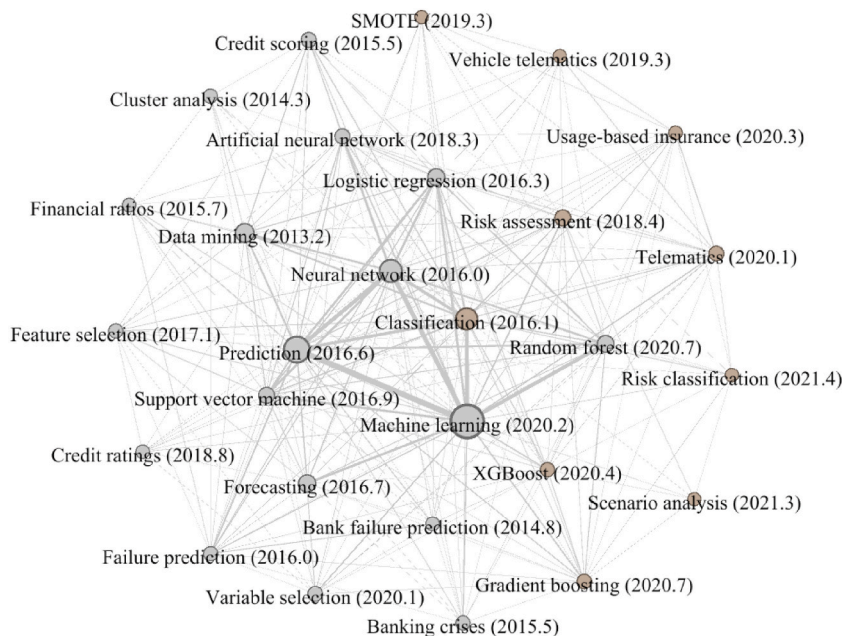 SMOTE (2019.3)
Credit scoring (2015.5)
Vehicle telematics (2019.3)
Cluster analysis (2014.3)
Artificial neural network (2018.3)
Usage-based insurance (2020.3)
Logistic regression (2016.3)
Financial ratios (2015.7)
Risk assessment (2018.4)
Data mining (2013.2)
Telematics (2020.1)
Neural network (2016.0)
Classification (2016.1)
Feature selection (2017.1)
Random forest (2020.7)
Prediction (2016.6)
Risk classification (2021.4)
Support vector machine (2016.9)
Machine learning (2020.2)
Credit ratings (2018.8)
XGBoost (2020.4)
Forecasting (2016.7)
Scenario analysis (2021.3)
Bank failure prediction (2014.8)
Failure prediction (2016.0)
Gradient boosting (2020.7)
Variable selection (2020.1)
Banking crises (2015.5)